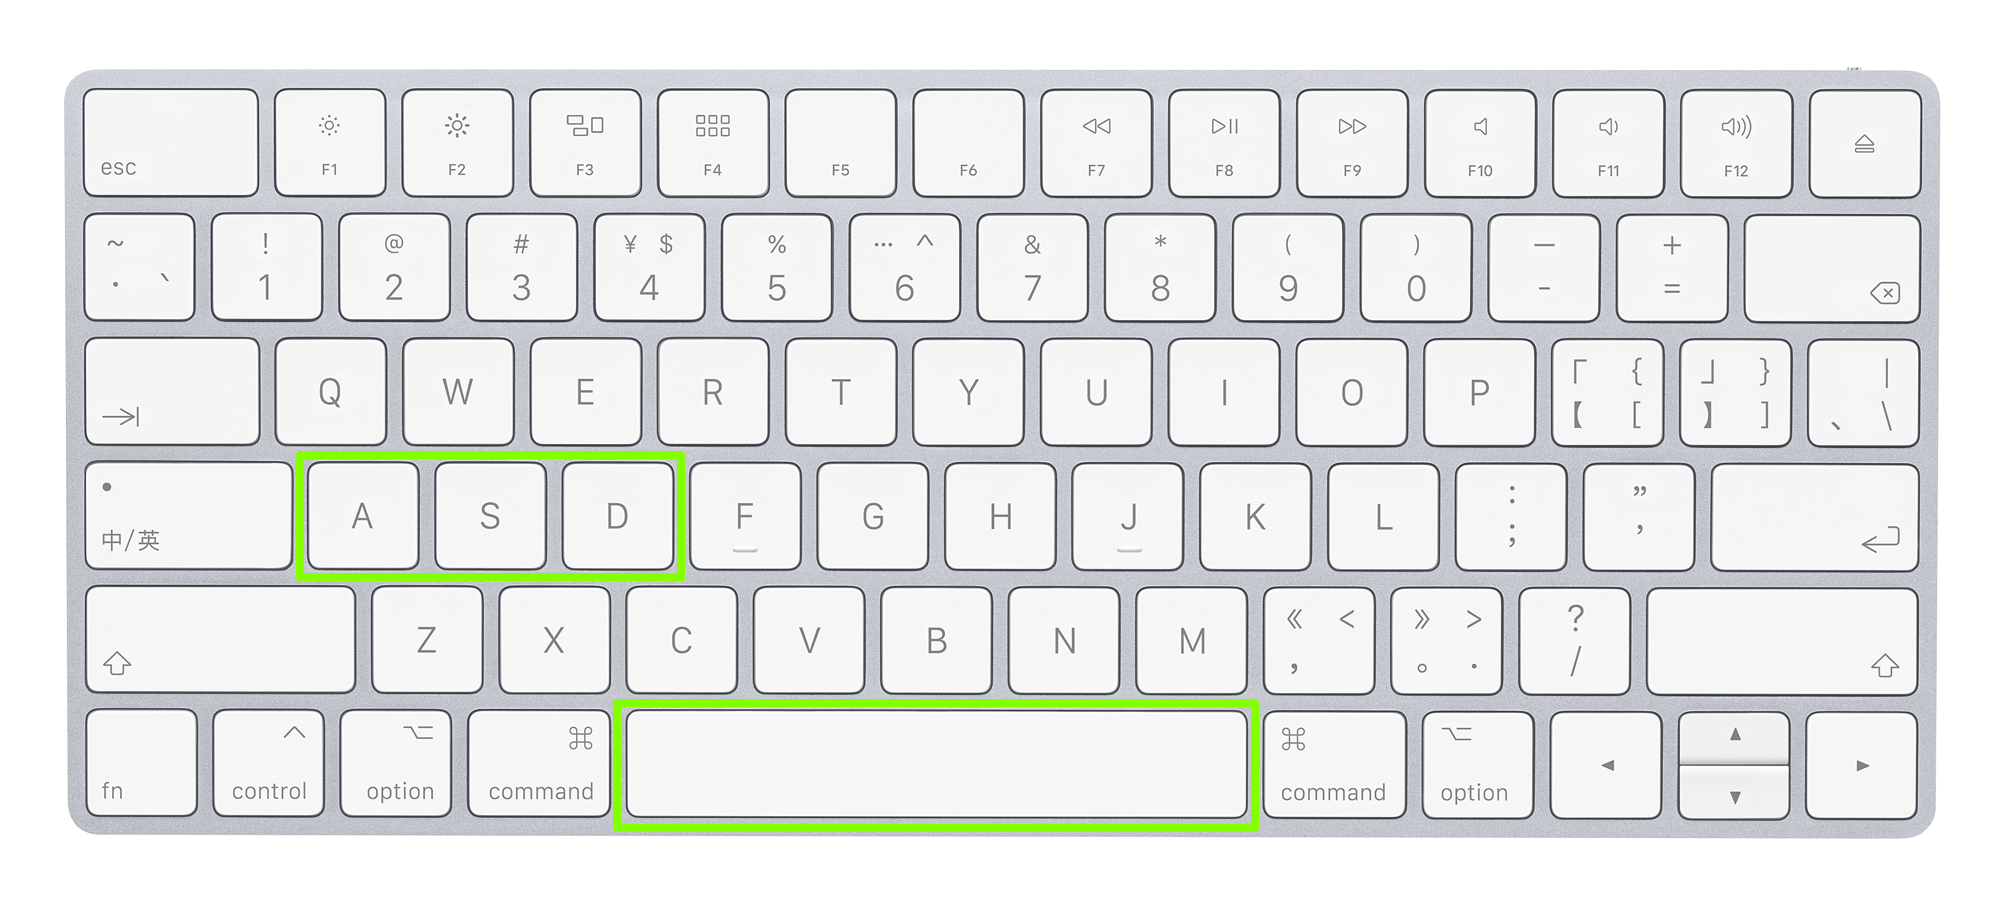 esc F1 F2 F3 F4 F5 F6 F7 F8 F9 F10 F11 F12
~ ! @ # ¥ $ % … ^ & * ( ) — +
· ` 1 2 3 4 5 6 7 8 9 0 - =
Q W E R T Y U I O P 「 { 」 } |
【 [ 】 ] 、 \
中/英 A S D F G H J K L : ; ” ’
Z X C V B N M 《 < , 》 > 。 . ? /
fn control option ⌘ command ⌘ command option